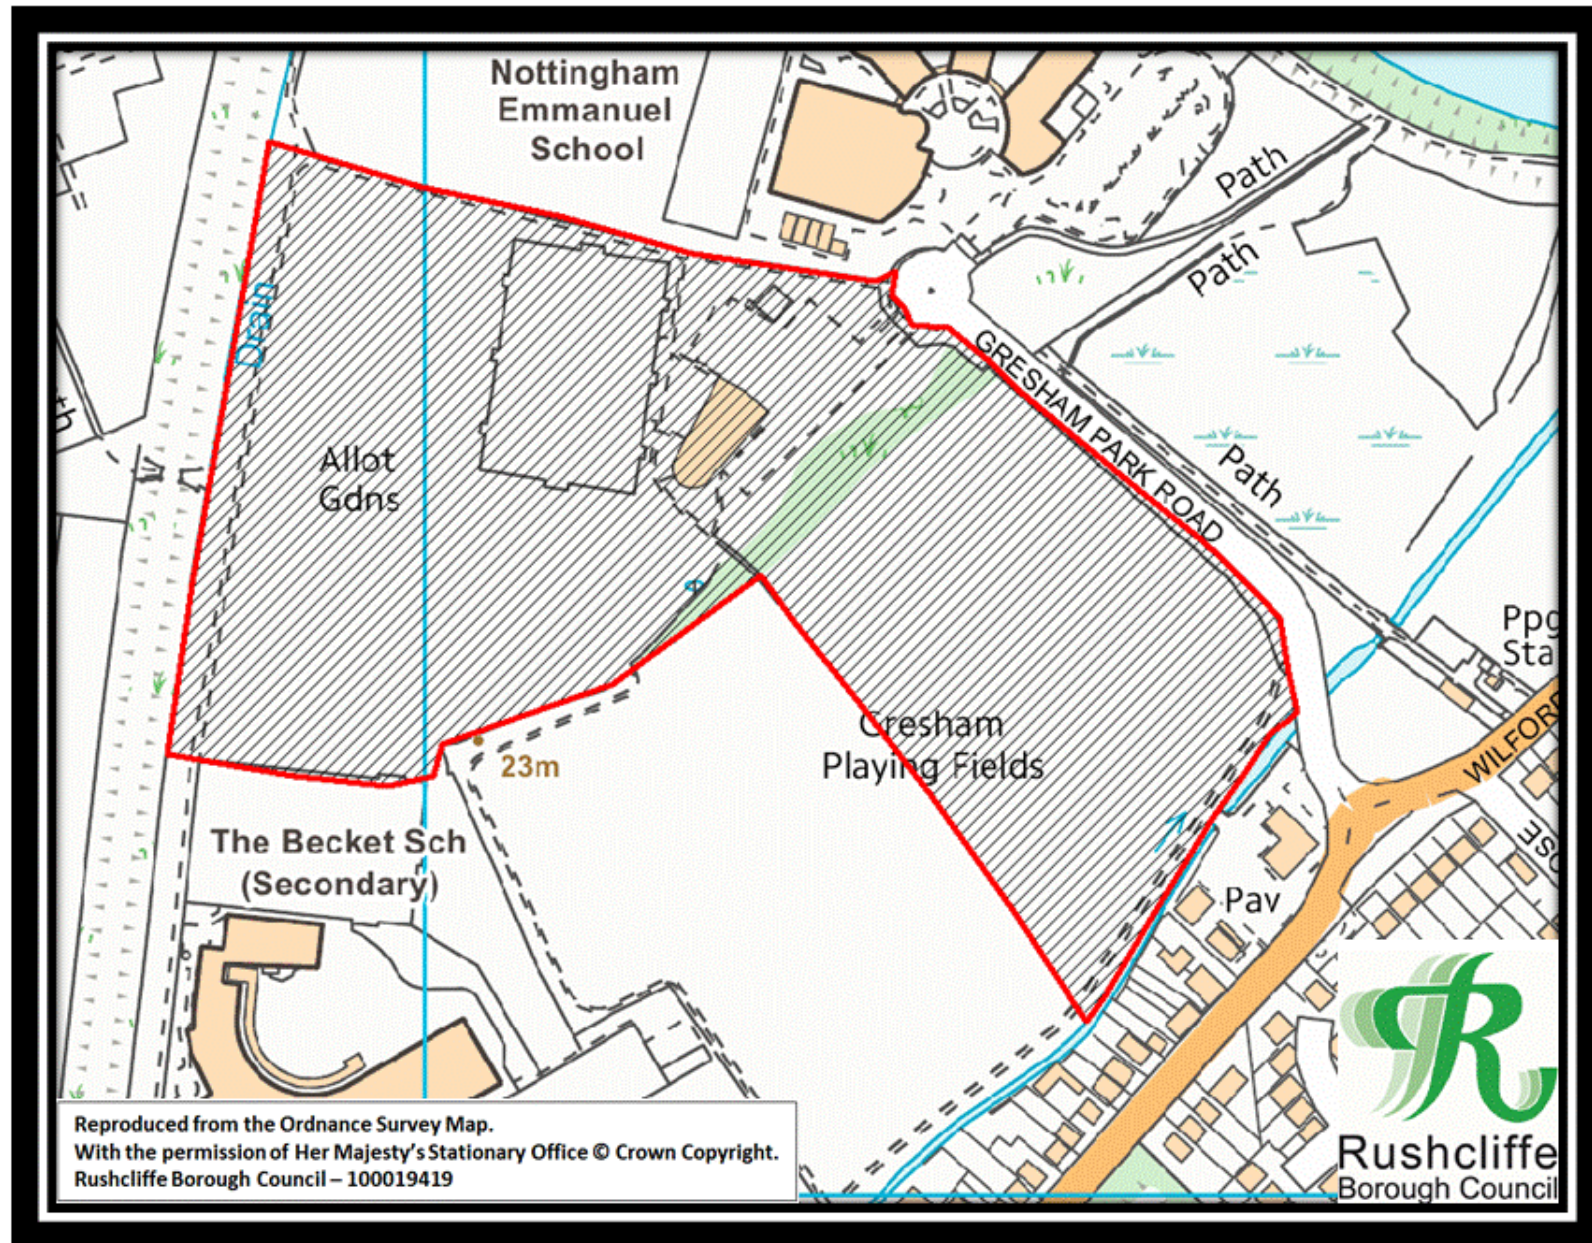 Nottingham
Emmanuel
School
Path
Path
Drain
GRESHAM PARK ROAD
Path
Allot
Gdns
Ppg
Sta
Gresham
Playing Fields
23m
WILFORD
The Becket Sch
(Secondary)
Pav
Reproduced from the Ordnance Survey Map.
With the permission of Her Majesty's Stationary Office © Crown Copyright.
Rushcliffe Borough Council – 100019419
R
Rushcliffe
Borough Council